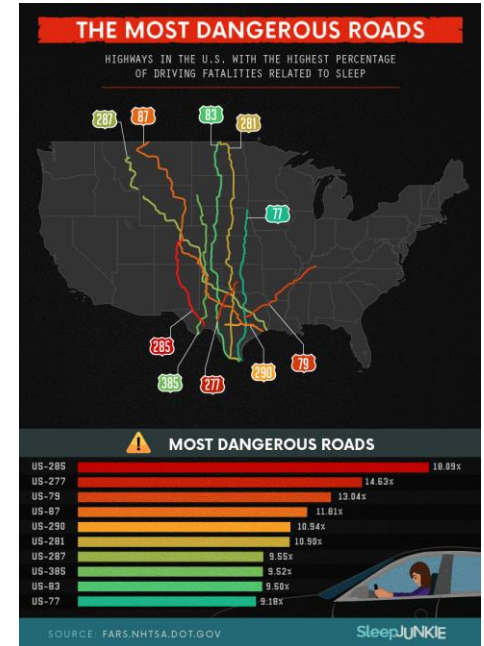 THE MOST DANGEROUS ROADS
HIGHWAYS IN THE U.S. WITH THE HIGHEST PERCENTAGE
OF DRIVING FATALITIES RELATED TO SLEEP
287
87
83
281
77
285
385
277
290
79
MOST DANGEROUS ROADS
US-285 18.09%
US-277 14.63%
US-79 13.04%
US-87 11.81%
US-290 10.94%
US-281 10.90%
US-287 9.55%
US-385 9.52%
US-83 9.50%
US-77 9.18%
SOURCE: FARS.NHTSA.DOT.GOV
SleepJUNKIE